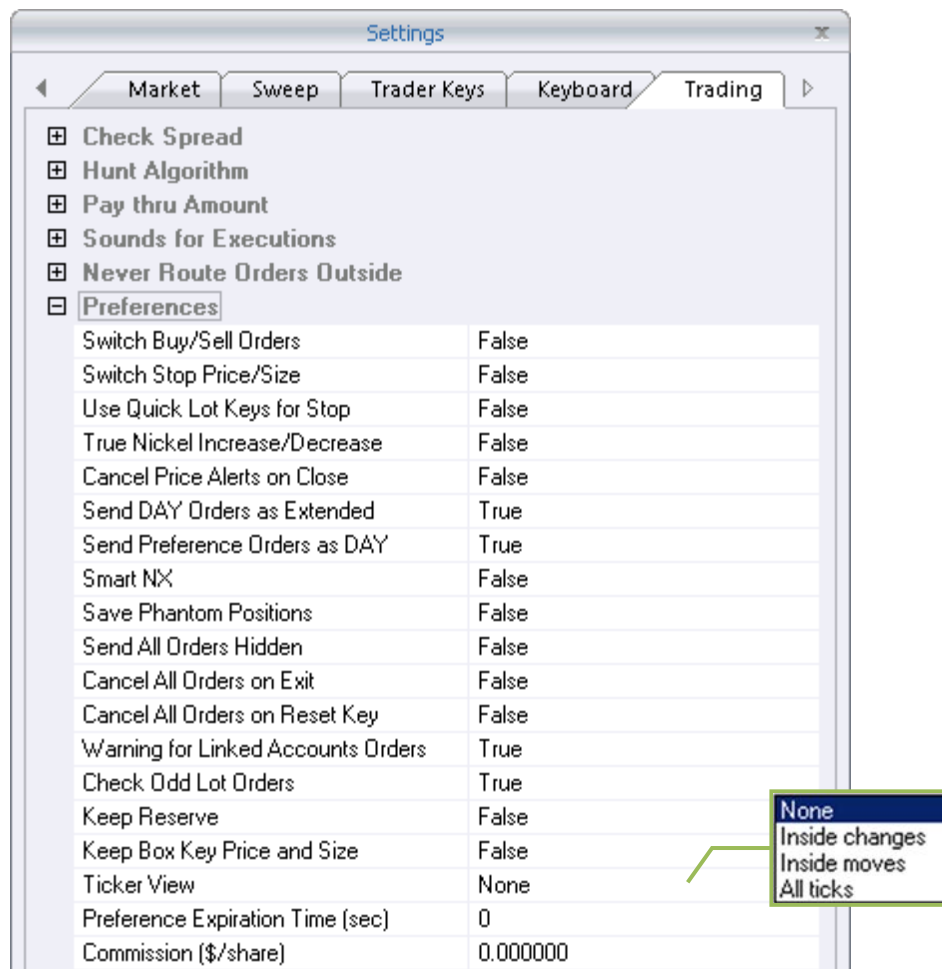 Settings
Market Sweep Trader Keys Keyboard Trading
Check Spread
Hunt Algorithm
Pay thru Amount
Sounds for Executions
Never Route Orders Outside
Preferences
Switch Buy/Sell Orders False
Switch Stop Price/Size False
Use Quick Lot Keys for Stop False
True Nickel Increase/Decrease False
Cancel Price Alerts on Close False
Send DAY Orders as Extended True
Send Preference Orders as DAY True
Smart NX False
Save Phantom Positions False
Send All Orders Hidden False
Cancel All Orders on Exit False
Cancel All Orders on Reset Key False
Warning for Linked Accounts Orders True
Check Odd Lot Orders True
Keep Reserve False
Keep Box Key Price and Size False
Ticker View None
Preference Expiration Time (sec) 0
Commission ($/share) 0.000000
None
Inside changes
Inside moves
All ticks